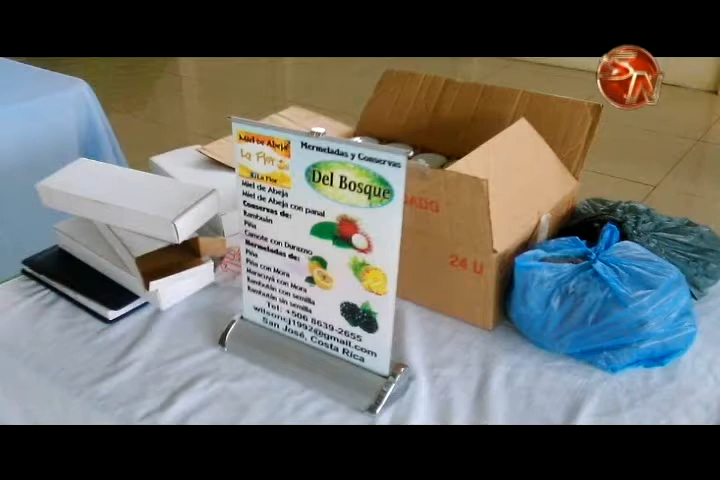 STN
Miel de Abeja
La Flor
Mermeladas y Conservas
Del Bosque
Miel de Abeja
Miel de Abeja con panal
Conservas de:
Rambután
Piña
Camote con Durazno
Mermeladas de:
Piña
Piña con Mora
Maracuyá con Mora
Rambután con semilla
Rambután sin semilla
Tel: +506 8639-2655
San José, Costa Rica
24 U